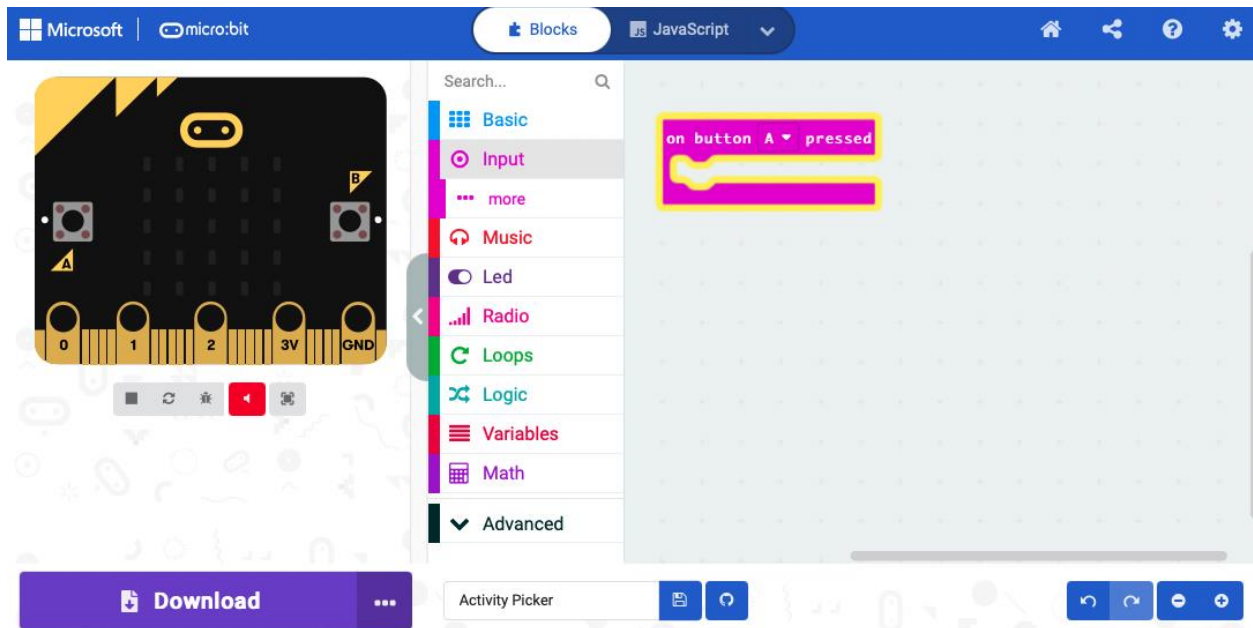 Microsoft micro:bit Blocks JS JavaScript
Search...
Basic
Input
more
Music
Led
Radio
Loops
Logic
Variables
Math
Advanced
B
A
0 1 2 3V GND
on button A pressed
Download
Activity Picker